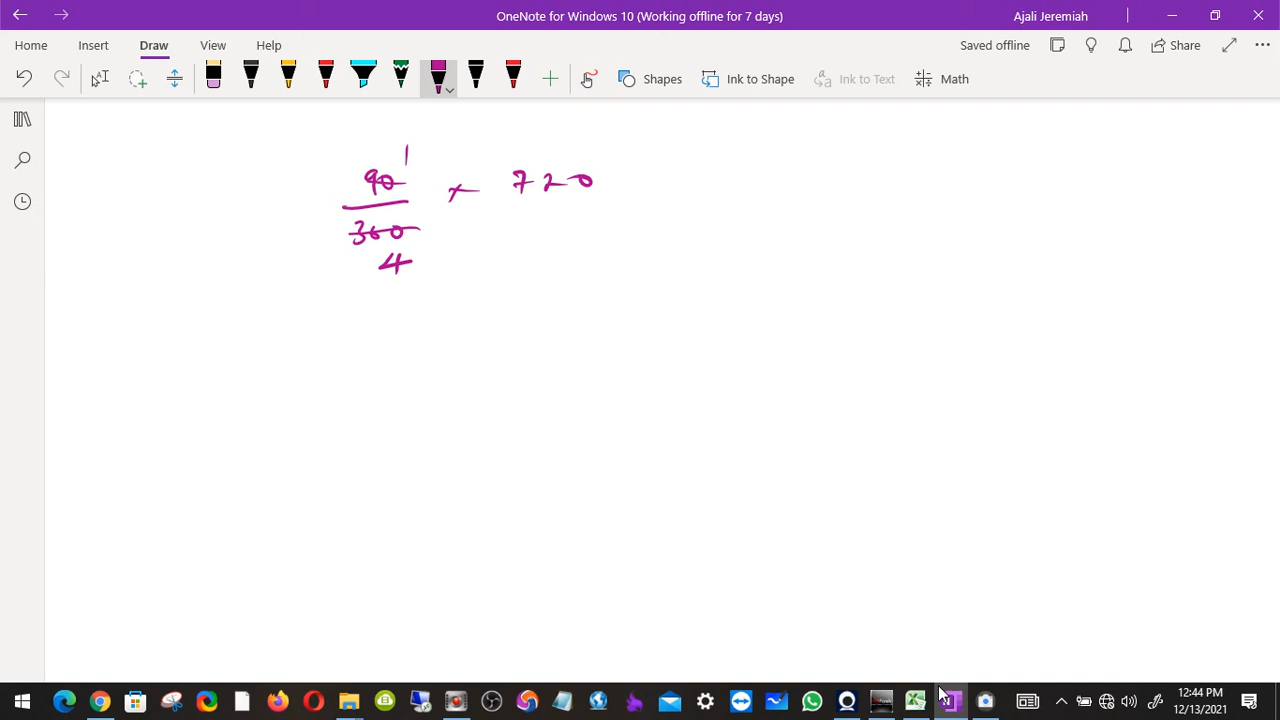 OneNote for Windows 10 (Working offline for 7 days)
Ajali Jeremiah
Home Insert Draw View Help
Saved offline
Share
Shapes
Ink to Shape
Ink to Text
Math
1
90 × 720
360
4
12:44 PM
12/13/2021